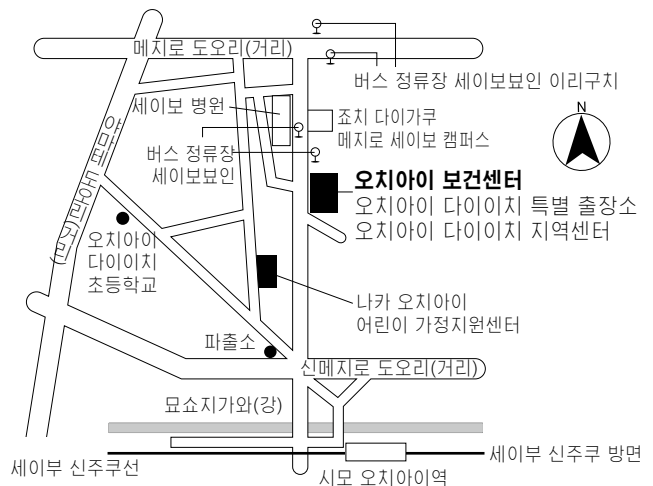 메지로 도오리(거리)
버스 정류장 세이보뵤인 이리구치
세이보 병원
죠치 다이가쿠
메지로 세이보 캠퍼스
N
야마테 도오리(거리)
버스 정류장
세이보뵤인
오치아이 보건센터
오치아이 다이이치 특별 출장소
오치아이 다이이치 지역센터
오치아이
다이이치
초등학교
나카 오치아이
어린이 가정지원센터
파출소
신메지로 도오리(거리)
묘쇼지가와(강)
세이부 신주쿠선
세이부 신주쿠 방면
시모 오치아이역